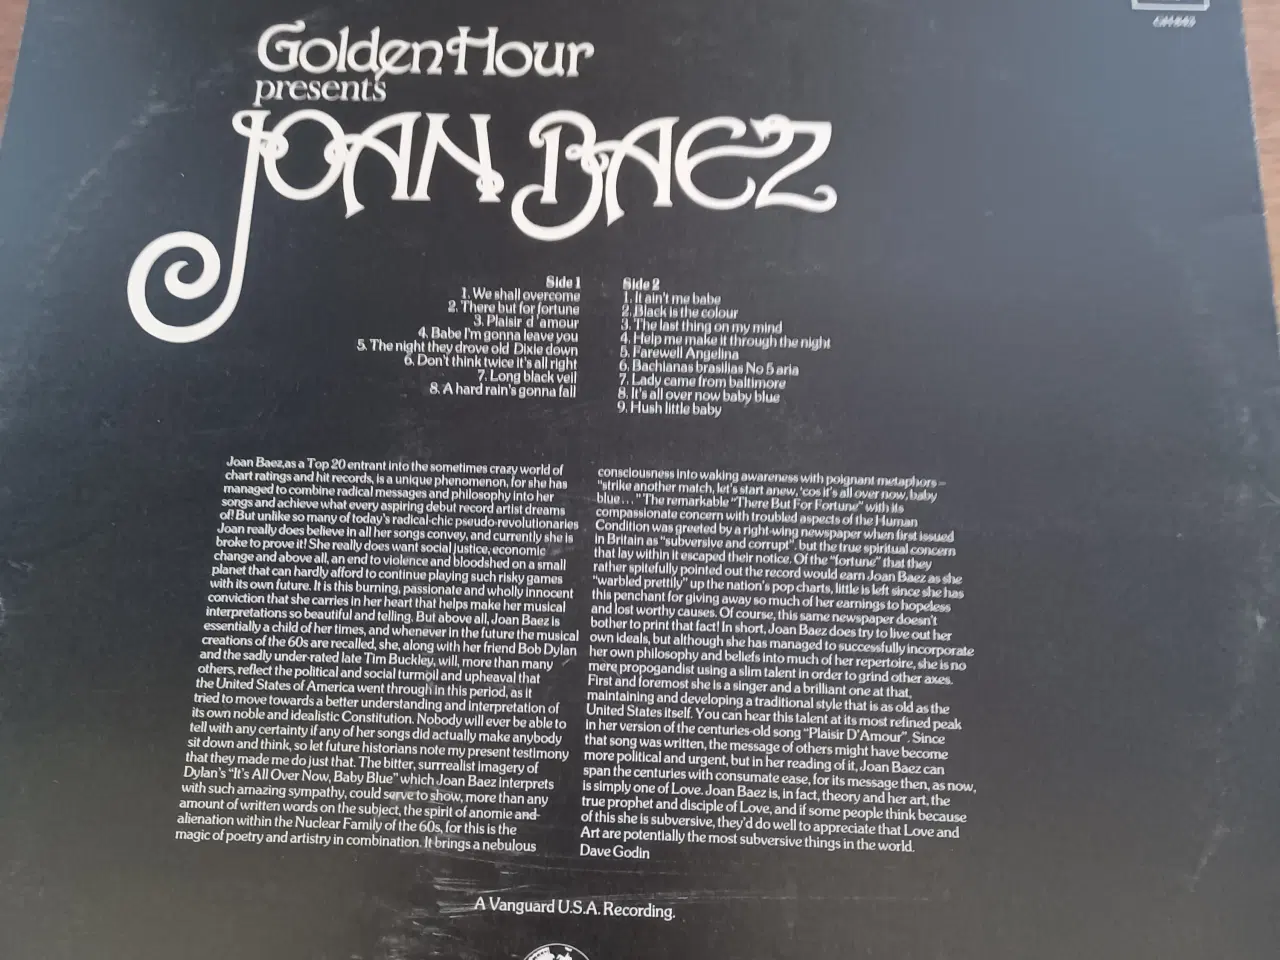 Golden Hour
presents
JOAN BAEZ
Side 1
1. We shall overcome
2. There but for fortune
3. Plaisir d'amour
4. Babe I'm gonna leave you
5. The night they drove old Dixie down
6. Don't think twice it's all right
7. Long black veil
8. A hard rain's gonna fall
Side 2
1. It ain't me babe
2. Black is the colour
3. The last thing on my mind
4. Help me make it through the night
5. Farewell Angelina
6. Bachianas brasilias No 5 aria
7. Lady came from baltimore
8. It's all over now baby blue
9. Hush little baby
Joan Baez,as a Top 20 entrant into the sometimes crazy world of
chart ratings and hit records, is a unique phenomenon, for she has
managed to combine radical messages and philosophy into her
songs and achieve what every aspiring debut record artist dreams
of! But unlike so many of today's radical-chic pseudo-revolutionaries
Joan really does believe in all her songs convey, and currently she is
broke to prove it! She really does want social justice, economic
change and above all, an end to violence and bloodshed on a small
planet that can hardly afford to continue playing such risky games
with its own future. It is this burning, passionate and wholly innocent
conviction that she carries in her heart that helps make her musical
interpretations so beautiful and telling. But above all, Joan Baez is
essentially a child of her times, and whenever in the future the musical
creations of the 60s are recalled, she, along with her friend Bob Dylan
and the sadly under-rated late Tim Buckley, will, more than many
others, reflect the political and social turmoil and upheaval that
the United States of America went through in this period, as it
tried to move towards a better understanding and interpretation of
its own noble and idealistic Constitution. Nobody will ever be able to
tell with any certainty if any of her songs did actually make anybody
sit down and think, so let future historians note my present testimony
that they made me do just that. The bitter, surrrealist imagery of
Dylan's "It's All Over Now, Baby Blue" which Joan Baez interprets
with such amazing sympathy, could serve to show, more than any
amount of written words on the subject, the spirit of anomie and
alienation within the Nuclear Family of the 60s, for this is the
magic of poetry and artistry in combination. It brings a nebulous
consciousness into waking awareness with poignant metaphors –
"strike another match, let's start anew, 'cos it's all over now, baby
blue..." The remarkable "There But For Fortune" with its
compassionate concern with troubled aspects of the Human
Condition was greeted by a right-wing newspaper when first issued
in Britain as "subversive and corrupt", but the true spiritual concern
that lay within it escaped their notice. Of the "fortune" that they
rather spitefully pointed out the record would earn Joan Baez as she
"warbled prettily" up the nation's pop charts, little is left since she has
this penchant for giving away so much of her earnings to hopeless
and lost worthy causes. Of course, this same newspaper doesn't
bother to print that fact! In short, Joan Baez does try to live out her
own ideals, but although she has managed to successfully incorporate
her own philosophy and beliefs into much of her repertoire, she is no
mere propogandist using a slim talent in order to grind other axes.
First and foremost she is a singer and a brilliant one at that,
maintaining and developing a traditional style that is as old as the
United States itself. You can hear this talent at its most refined peak
in her version of the centuries-old song "Plaisir D'Amour". Since
that song was written, the message of others might have become
more political and urgent, but in her reading of it, Joan Baez can
span the centuries with consumate ease, for its message then, as now,
is simply one of Love. Joan Baez is, in fact, theory and her art, the
true prophet and disciple of Love, and if some people think because
of this she is subversive, they'd do well to appreciate that Love and
Art are potentially the most subversive things in the world.
Dave Godin
A Vanguard U.S.A. Recording.